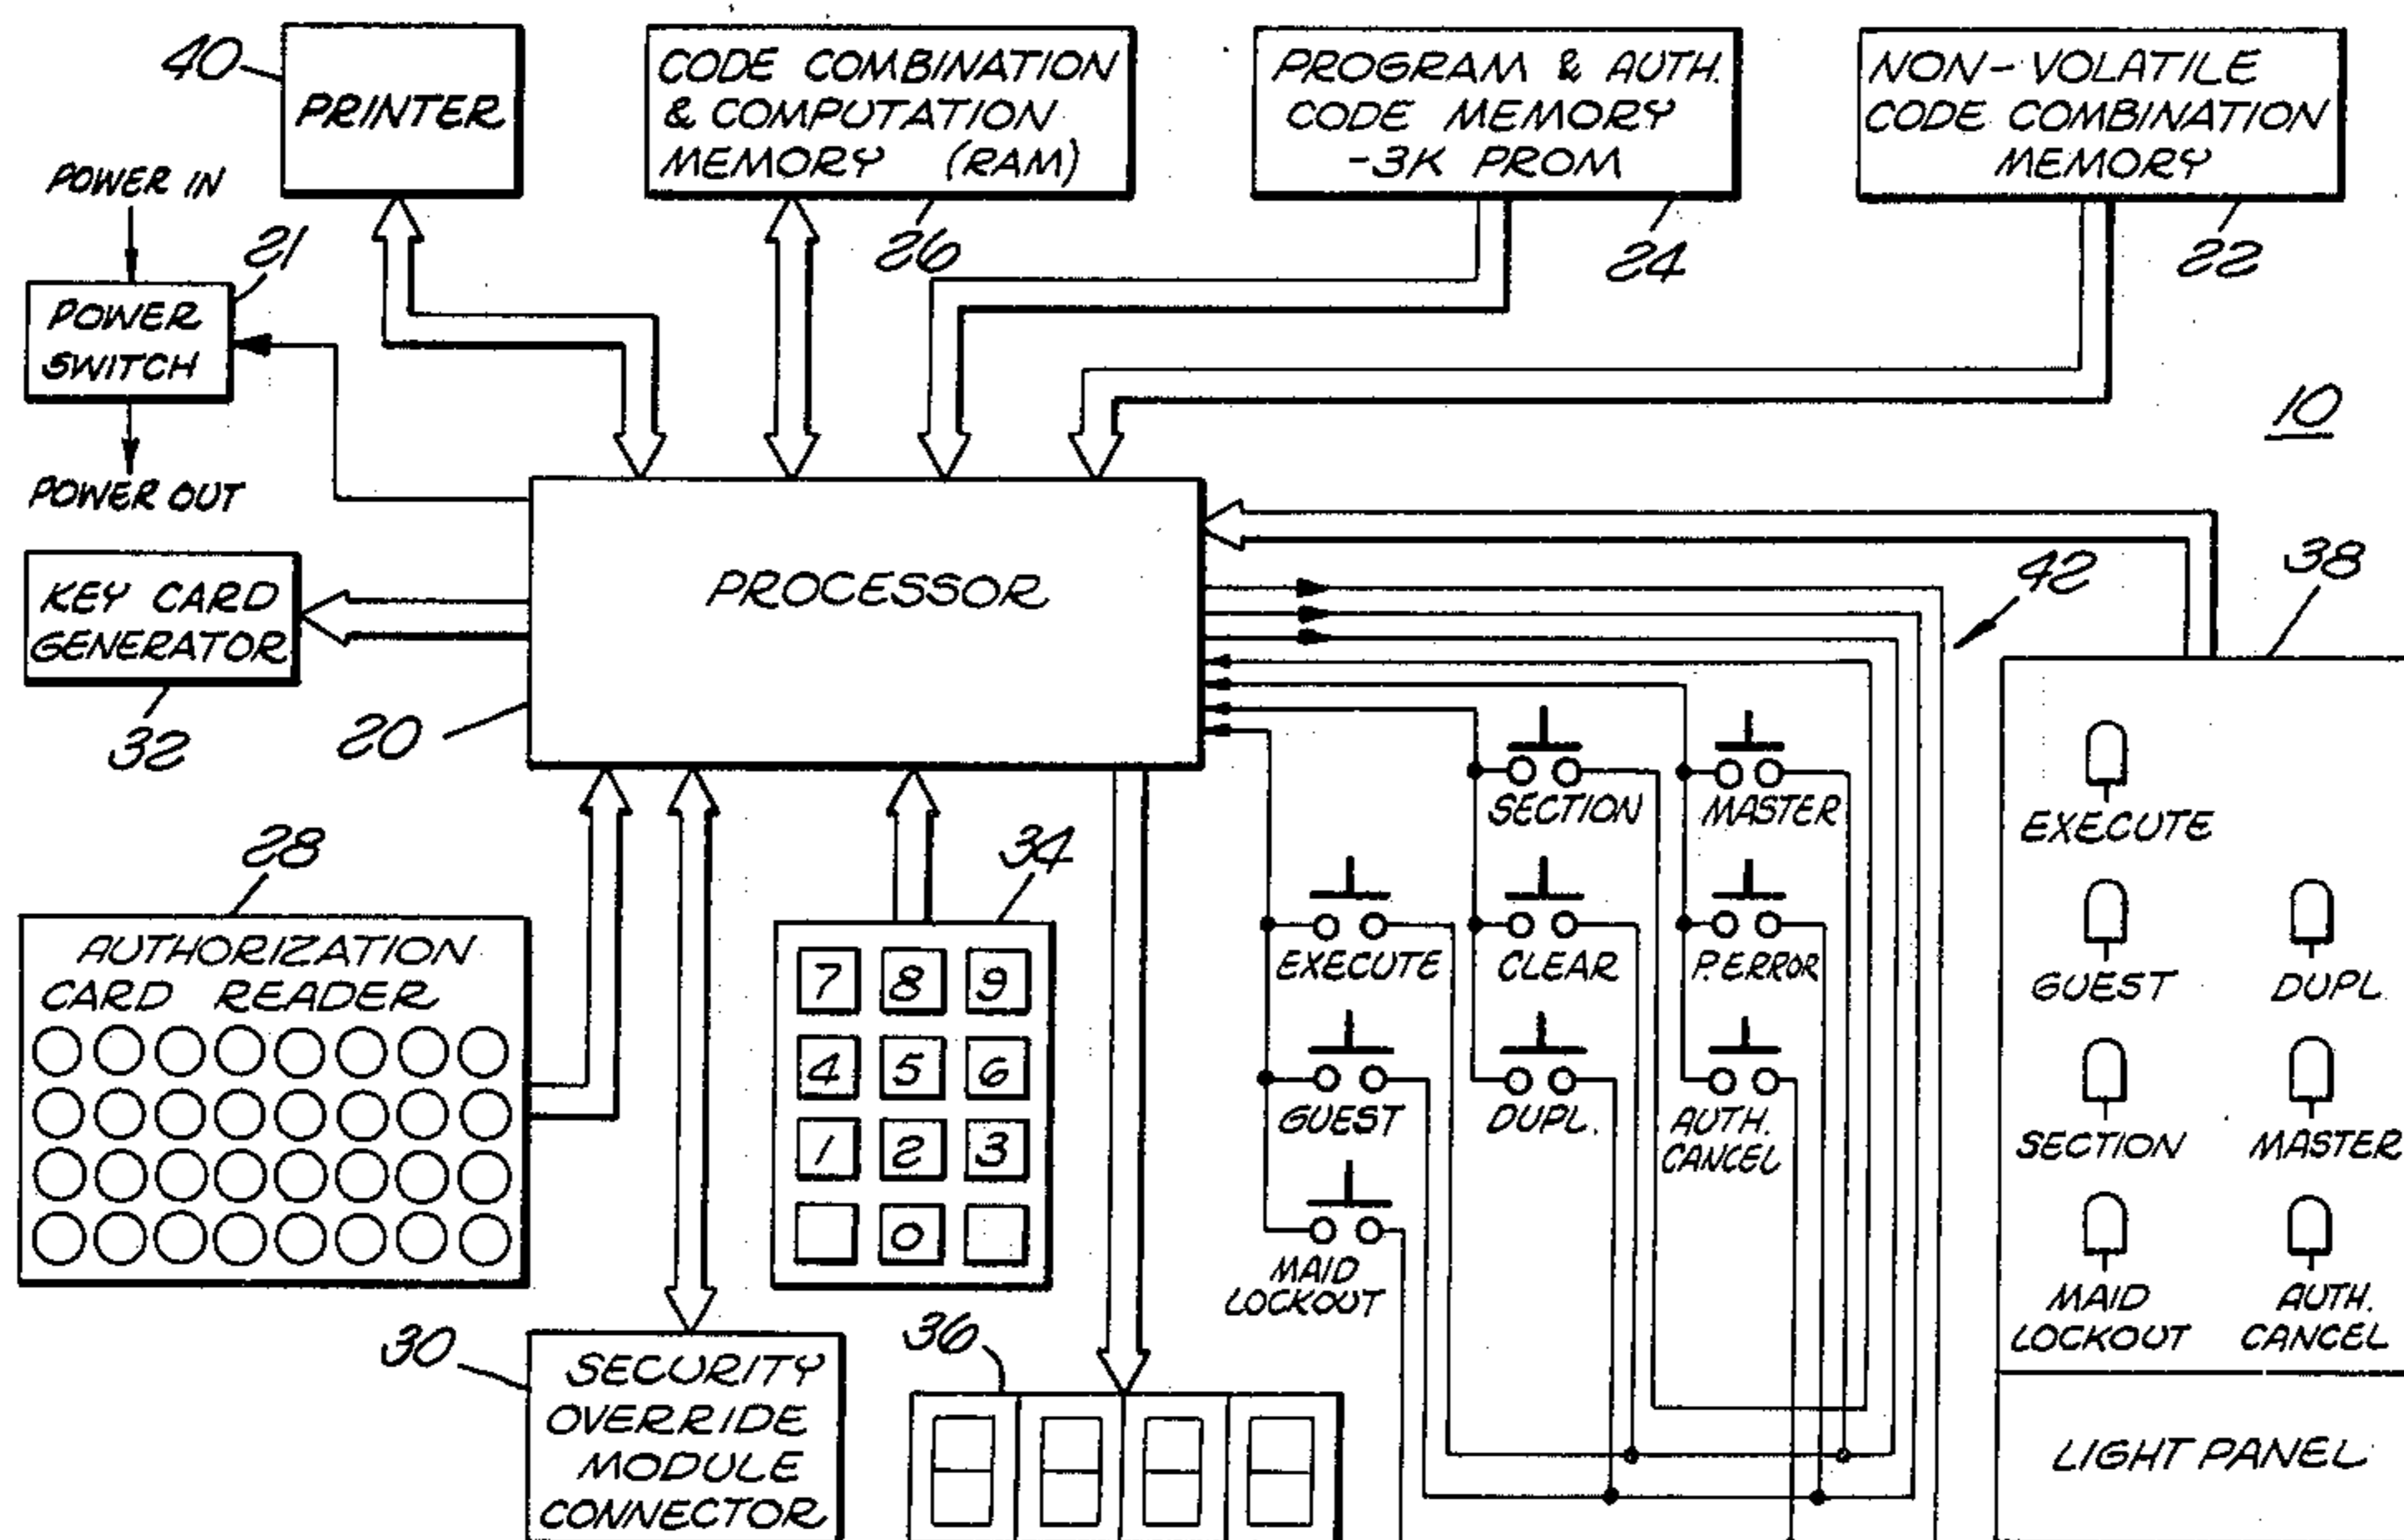 40
PRINTER
CODE COMBINATION
& COMPUTATION
MEMORY (RAM)
26
PROGRAM & AUTH.
CODE MEMORY
-3K PROM
24
NON-VOLATILE
CODE COMBINATION
MEMORY
22
POWER IN
21
POWER
SWITCH
POWER OUT
10
KEY CARD
GENERATOR
32
PROCESSOR
20
42
38
28
AUTHORIZATION
CARD READER
34
7 8 9
4 5 6
1 2 3
0
SECTION
MASTER
EXECUTE
CLEAR
P.ERROR
GUEST
DUPL.
AUTH.
CANCEL
MAID
LOCKOUT
EXECUTE
GUEST
DUPL.
SECTION
MASTER
MAID
LOCKOUT
AUTH.
CANCEL
LIGHT PANEL
30
SECURITY
OVERRIDE
MODULE
CONNECTOR
36